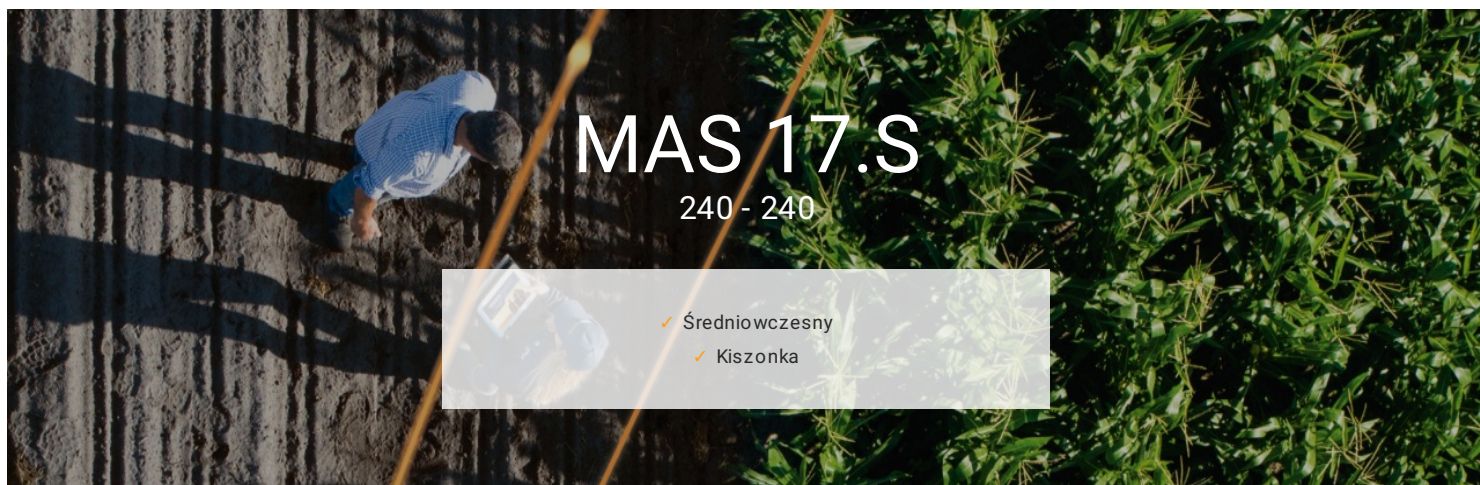 MAS 17.S
240 - 240
✓ Średniowczesny
✓ Kiszonka